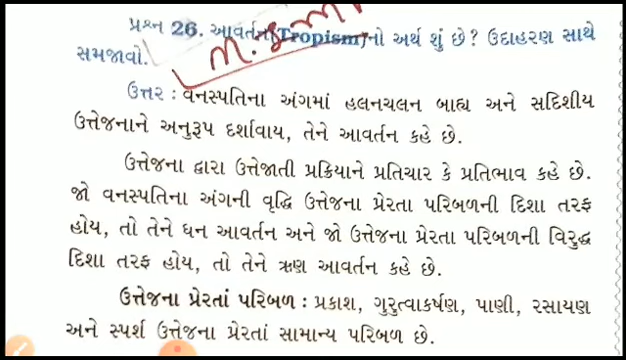 પ્રશ્ન 26. આવર્તન(Tropism)નો અર્થ શું છે? ઉદાહરણ સાથે
સમજાવો.
ઉત્તર : વનસ્પતિના અંગમાં હલનચલન બાહ્ય અને સદિશીય
ઉત્તેજનાને અનુરૂપ દર્શાવાય, તેને આવર્તન કહે છે.
ઉત્તેજના દ્વારા ઉત્તેજાતી પ્રક્રિયાને પ્રતિચાર કે પ્રતિભાવ કહે છે.
જો વનસ્પતિના અંગની વૃદ્ધિ ઉત્તેજના પ્રેરતા પરિબળની દિશા તરફ
હોય, તો તેને ધન આવર્તન અને જો ઉત્તેજના પ્રેરતા પરિબળની વિરુદ્ધ
દિશા તરફ હોય, તો તેને ઋણ આવર્તન કહે છે.
ઉત્તેજના પ્રેરતાં પરિબળ : પ્રકાશ, ગુરુત્વાકર્ષણ, પાણી, રસાયણ
અને સ્પર્શ ઉત્તેજના પ્રેરતાં સામાન્ય પરિબળ છે.